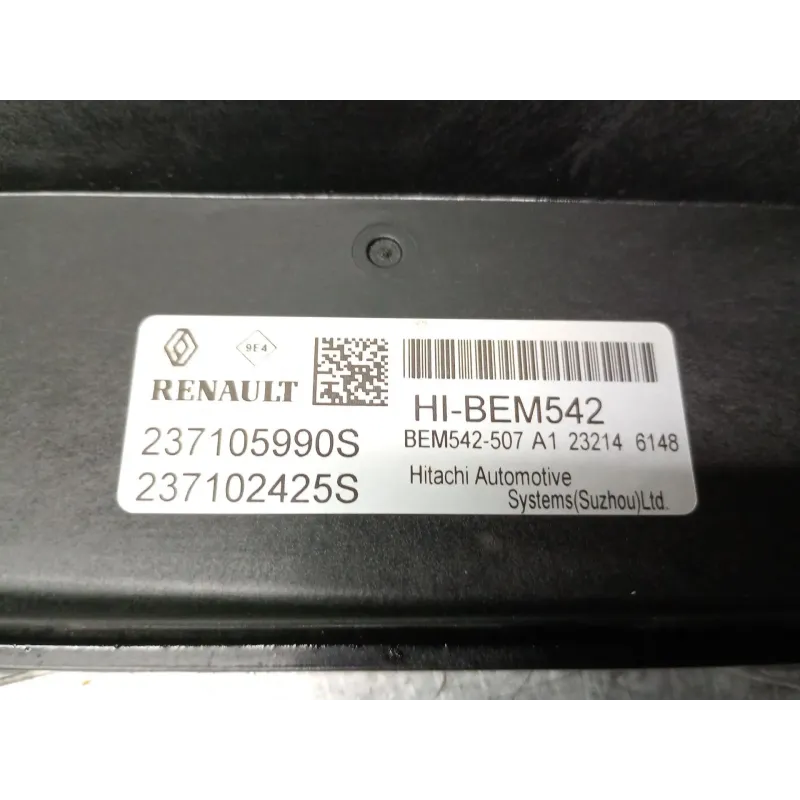 9E4
RENAULT
237105990S
237102425S
HI-BEM542
BEM542-507 A1 23214 6148
Hitachi Automotive
Systems(Suzhou)Ltd.